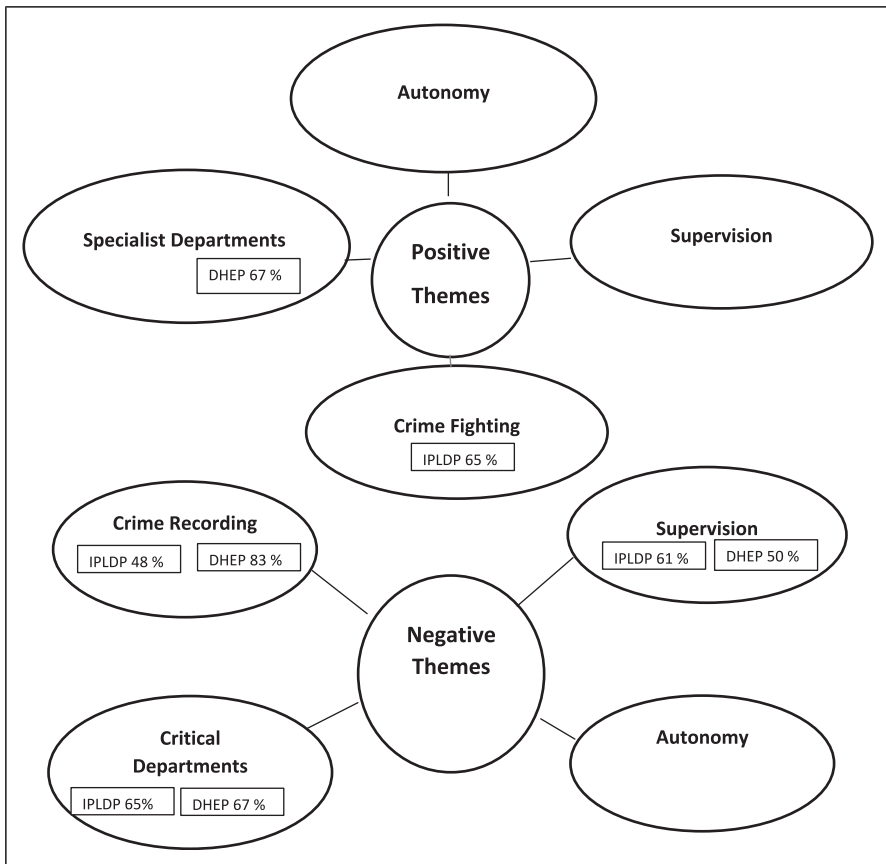 Autonomy
Specialist Departments
DHEP 67 %
Positive
Themes
Supervision
Crime Fighting
IPLDP 65 %
Crime Recording
IPLDP 48 %
DHEP 83 %
Supervision
IPLDP 61 %
DHEP 50 %
Negative
Themes
Critical
Departments
IPLDP 65%
DHEP 67 %
Autonomy